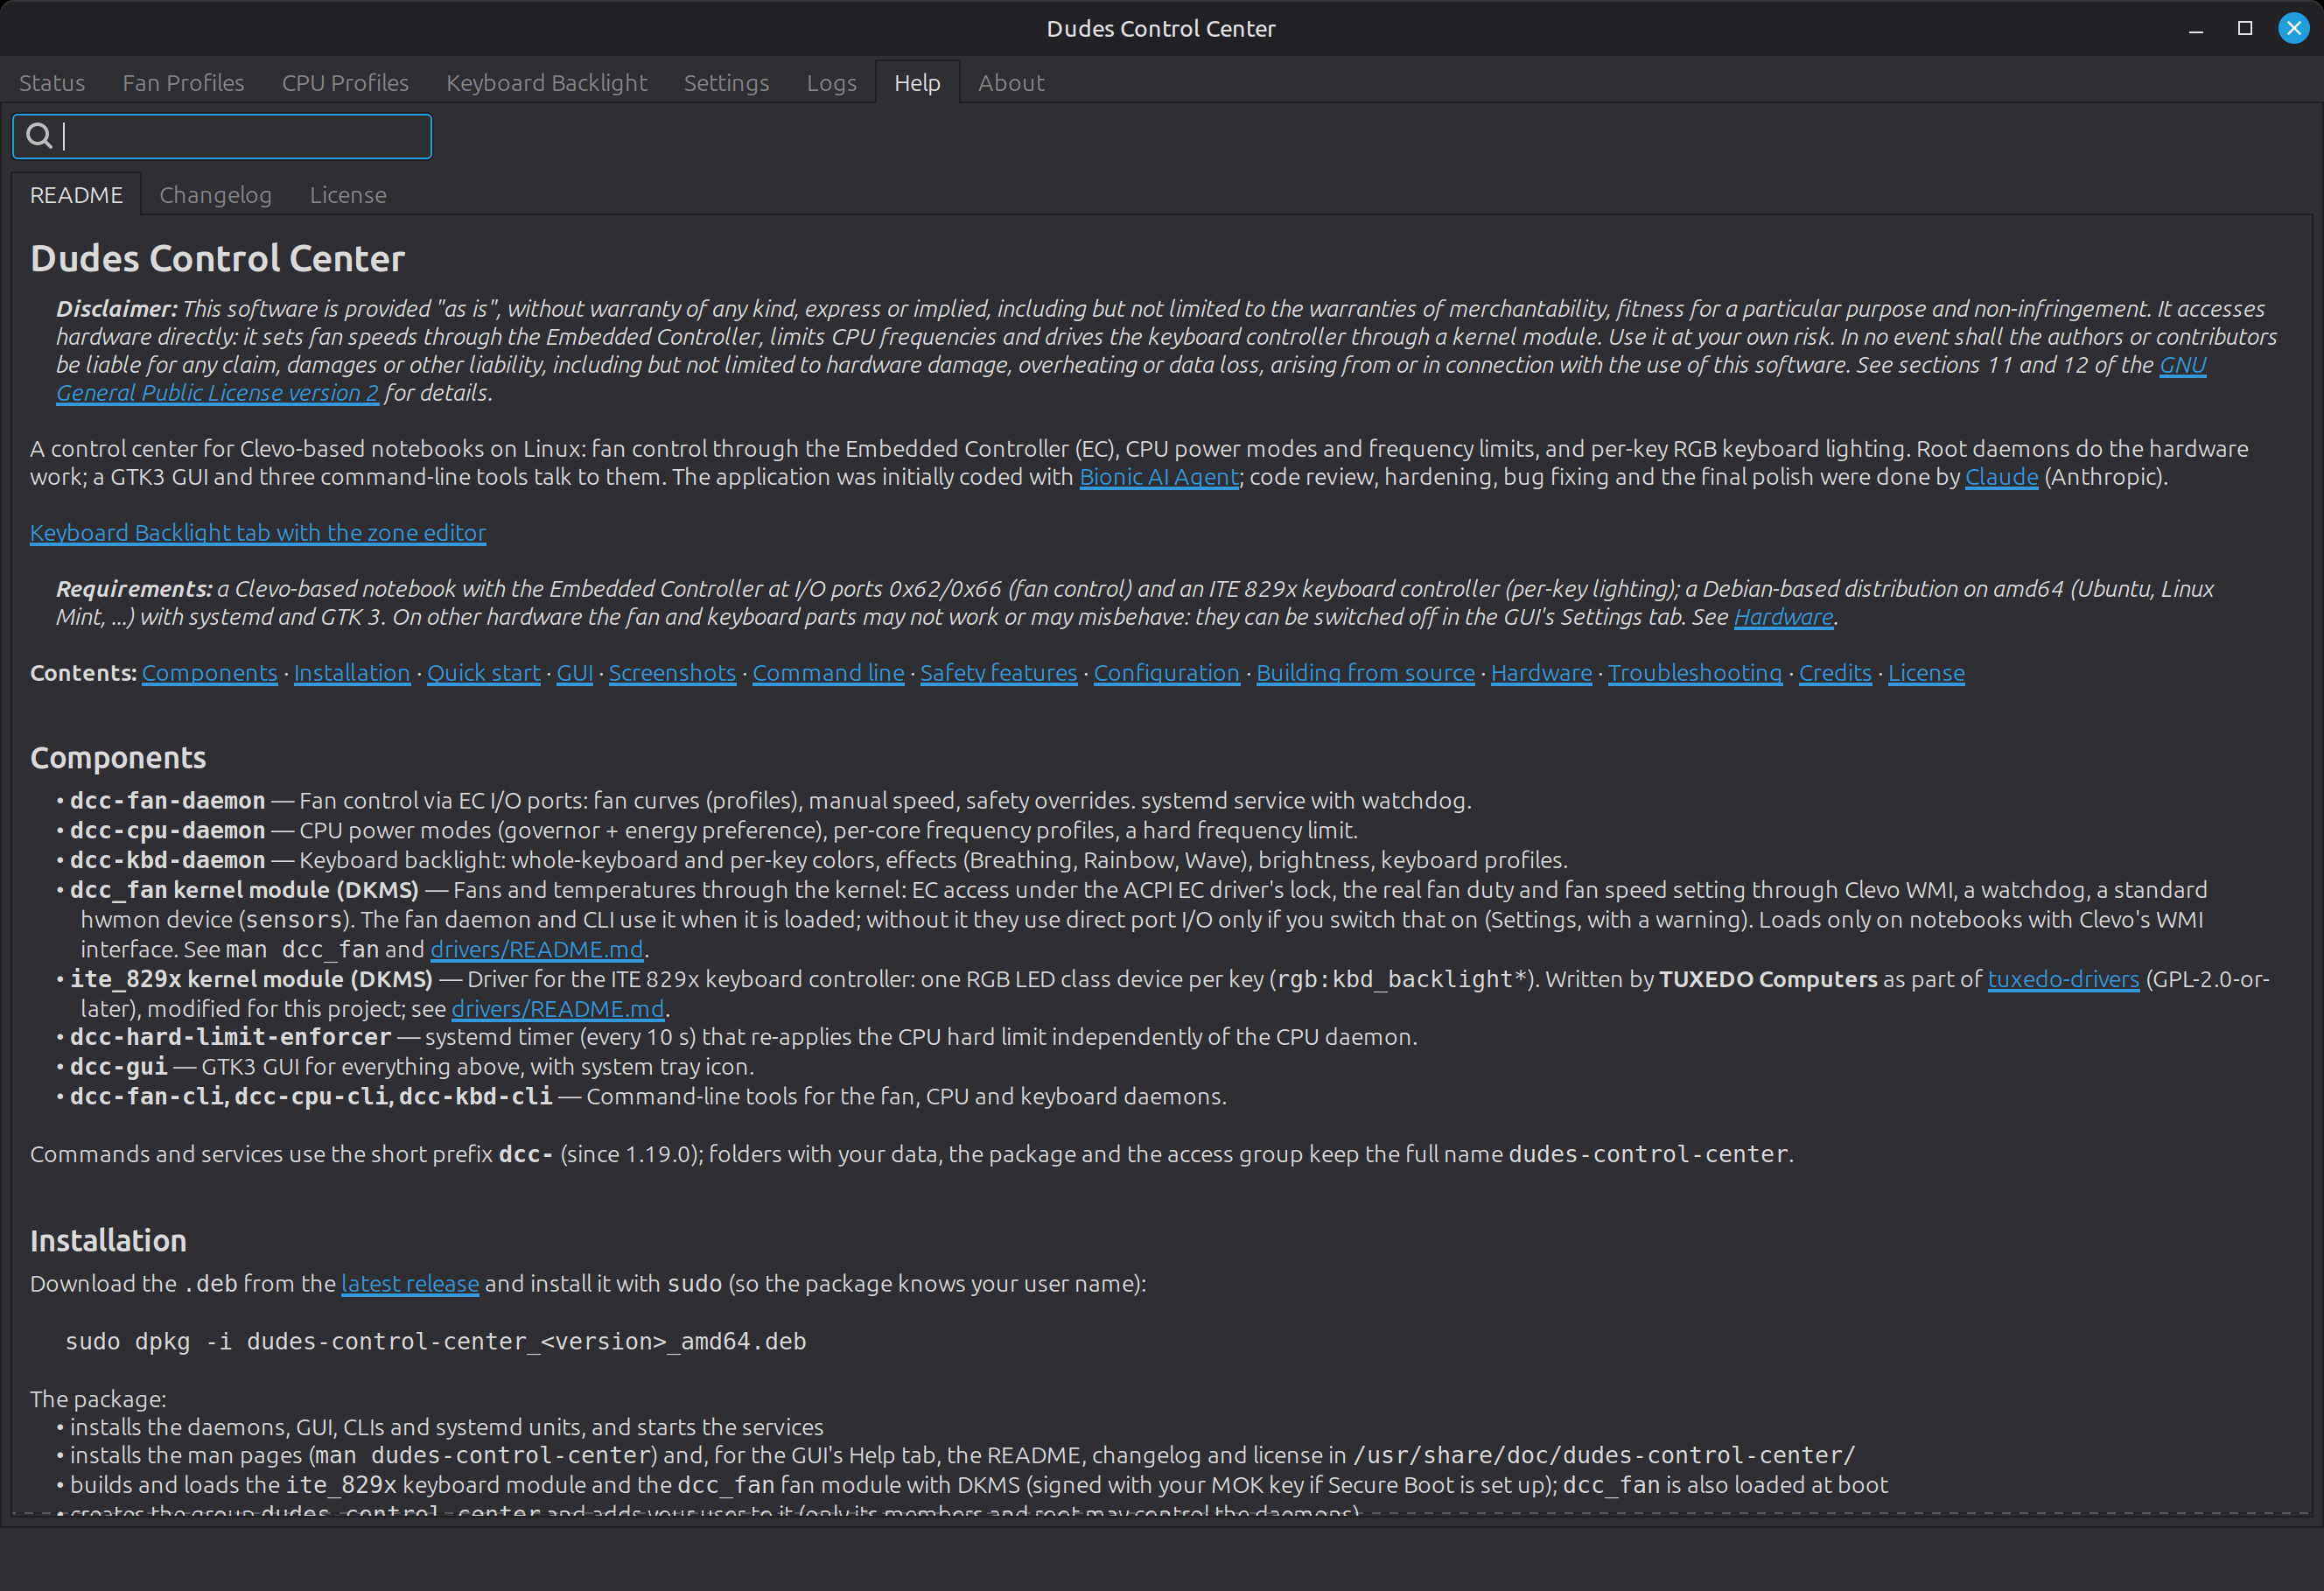 Dudes Control Center
Status Fan Profiles CPU Profiles Keyboard Backlight Settings Logs Help About
README Changelog License
Dudes Control Center
Disclaimer: This software is provided "as is", without warranty of any kind, express or implied, including but not limited to the warranties of merchantability, fitness for a particular purpose and non-infringement. It accesses
hardware directly: it sets fan speeds through the Embedded Controller, limits CPU frequencies and drives the keyboard controller through a kernel module. Use it at your own risk. In no event shall the authors or contributors
be liable for any claim, damages or other liability, including but not limited to hardware damage, overheating or data loss, arising from or in connection with the use of this software. See sections 11 and 12 of the GNU
General Public License version 2 for details.
A control center for Clevo-based notebooks on Linux: fan control through the Embedded Controller (EC), CPU power modes and frequency limits, and per-key RGB keyboard lighting. Root daemons do the hardware
work; a GTK3 GUI and three command-line tools talk to them. The application was initially coded with Bionic AI Agent; code review, hardening, bug fixing and the final polish were done by Claude (Anthropic).
Keyboard Backlight tab with the zone editor
Requirements: a Clevo-based notebook with the Embedded Controller at I/O ports 0x62/0x66 (fan control) and an ITE 829x keyboard controller (per-key lighting); a Debian-based distribution on amd64 (Ubuntu, Linux
Mint, ...) with systemd and GTK 3. On other hardware the fan and keyboard parts may not work or may misbehave: they can be switched off in the GUI's Settings tab. See Hardware.
Contents: Components · Installation · Quick start · GUI · Screenshots · Command line · Safety features · Configuration · Building from source · Hardware · Troubleshooting · Credits · License
Components
• dcc-fan-daemon — Fan control via EC I/O ports: fan curves (profiles), manual speed, safety overrides. systemd service with watchdog.
• dcc-cpu-daemon — CPU power modes (governor + energy preference), per-core frequency profiles, a hard frequency limit.
• dcc-kbd-daemon — Keyboard backlight: whole-keyboard and per-key colors, effects (Breathing, Rainbow, Wave), brightness, keyboard profiles.
• dcc_fan kernel module (DKMS) — Fans and temperatures through the kernel: EC access under the ACPI EC driver's lock, the real fan duty and fan speed setting through Clevo WMI, a watchdog, a standard
hwmon device (sensors). The fan daemon and CLI use it when it is loaded; without it they use direct port I/O only if you switch that on (Settings, with a warning). Loads only on notebooks with Clevo's WMI
interface. See man dcc_fan and drivers/README.md.
• ite_829x kernel module (DKMS) — Driver for the ITE 829x keyboard controller: one RGB LED class device per key (rgb:kbd_backlight*). Written by TUXEDO Computers as part of tuxedo-drivers (GPL-2.0-or-
later), modified for this project; see drivers/README.md.
• dcc-hard-limit-enforcer — systemd timer (every 10 s) that re-applies the CPU hard limit independently of the CPU daemon.
• dcc-gui — GTK3 GUI for everything above, with system tray icon.
• dcc-fan-cli, dcc-cpu-cli, dcc-kbd-cli — Command-line tools for the fan, CPU and keyboard daemons.
Commands and services use the short prefix dcc- (since 1.19.0); folders with your data, the package and the access group keep the full name dudes-control-center.
Installation
Download the .deb from the latest release and install it with sudo (so the package knows your user name):
sudo dpkg -i dudes-control-center_<version>_amd64.deb
The package:
• installs the daemons, GUI, CLIs and systemd units, and starts the services
• installs the man pages (man dudes-control-center) and, for the GUI's Help tab, the README, changelog and license in /usr/share/doc/dudes-control-center/
• builds and loads the ite_829x keyboard module and the dcc_fan fan module with DKMS (signed with your MOK key if Secure Boot is set up); dcc_fan is also loaded at boot
• creates the group dudes-control-center and adds your user to it (only its members and root may control the daemons)